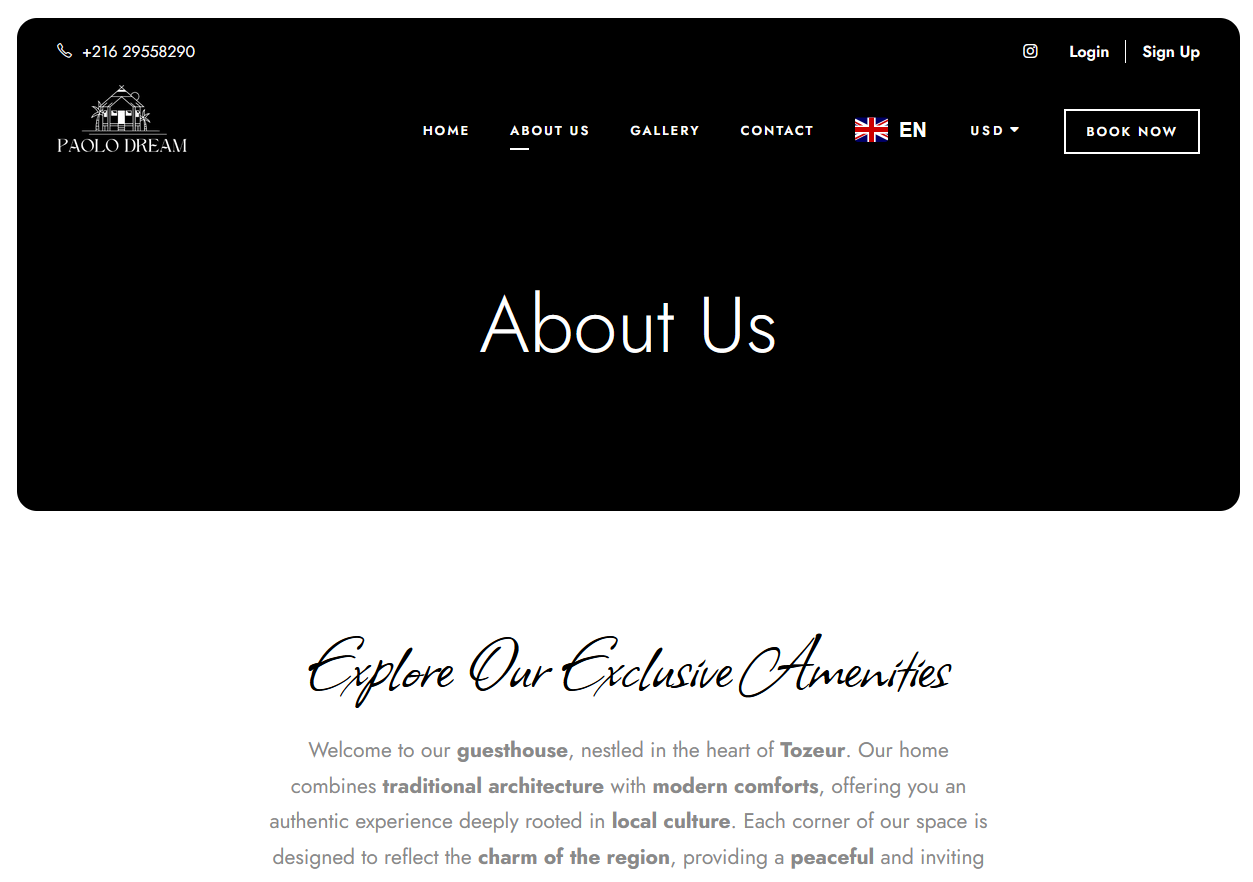 +216 29558290
Login
Sign Up
PAOLO DREAM
HOME
ABOUT US
GALLERY
CONTACT
EN
USD
BOOK NOW
About Us
Explore Our Exclusive Amenities
Welcome to our guesthouse, nestled in the heart of Tozeur. Our home
combines traditional architecture with modern comforts, offering you an
authentic experience deeply rooted in local culture. Each corner of our space is
designed to reflect the charm of the region, providing a peaceful and inviting